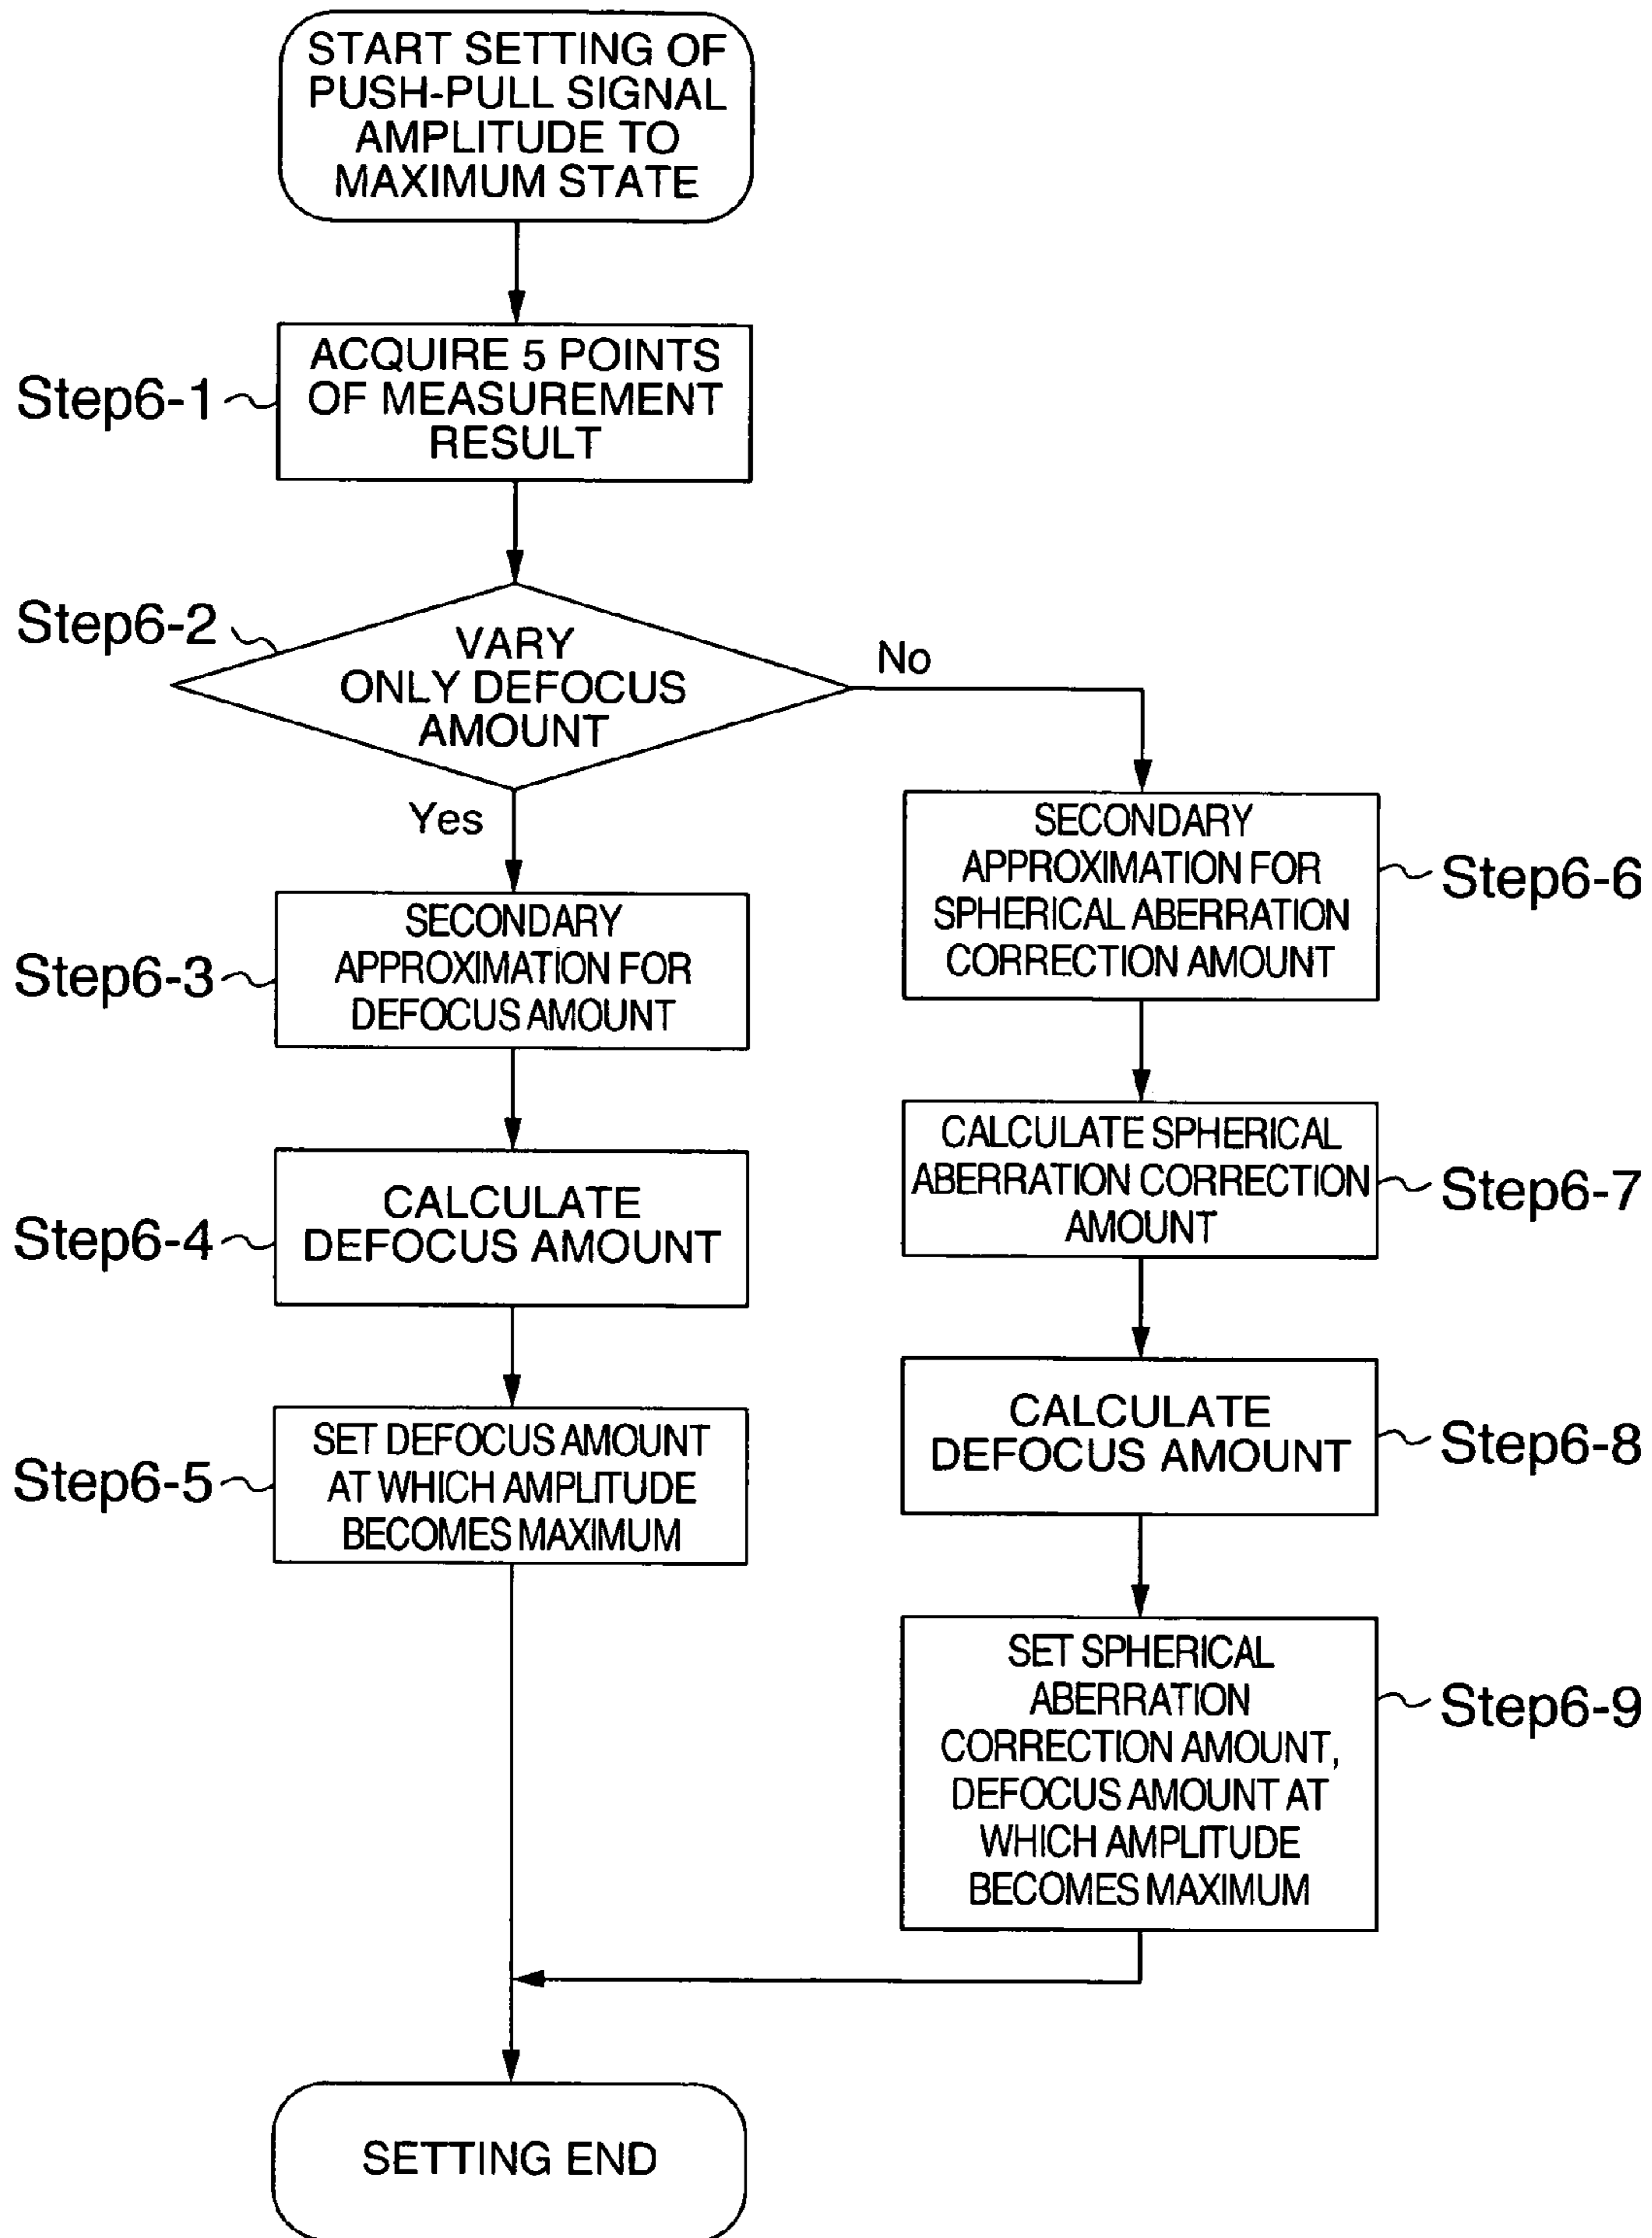 START SETTING OF
PUSH-PULL SIGNAL
AMPLITUDE TO
MAXIMUM STATE
Step6-1
ACQUIRE 5 POINTS
OF MEASUREMENT
RESULT
Step6-2
VARY
ONLY DEFOCUS
AMOUNT
No
Yes
Step6-3
SECONDARY
APPROXIMATION FOR
DEFOCUS AMOUNT
Step6-4
CALCULATE
DEFOCUS AMOUNT
Step6-5
SET DEFOCUS AMOUNT
AT WHICH AMPLITUDE
BECOMES MAXIMUM
SECONDARY
APPROXIMATION FOR
SPHERICAL ABERRATION
CORRECTION AMOUNT
Step6-6
CALCULATE SPHERICAL
ABERRATION CORRECTION
AMOUNT
Step6-7
CALCULATE
DEFOCUS AMOUNT
Step6-8
SET SPHERICAL
ABERRATION
CORRECTION AMOUNT,
DEFOCUS AMOUNT AT
WHICH AMPLITUDE
BECOMES MAXIMUM
Step6-9
SETTING END